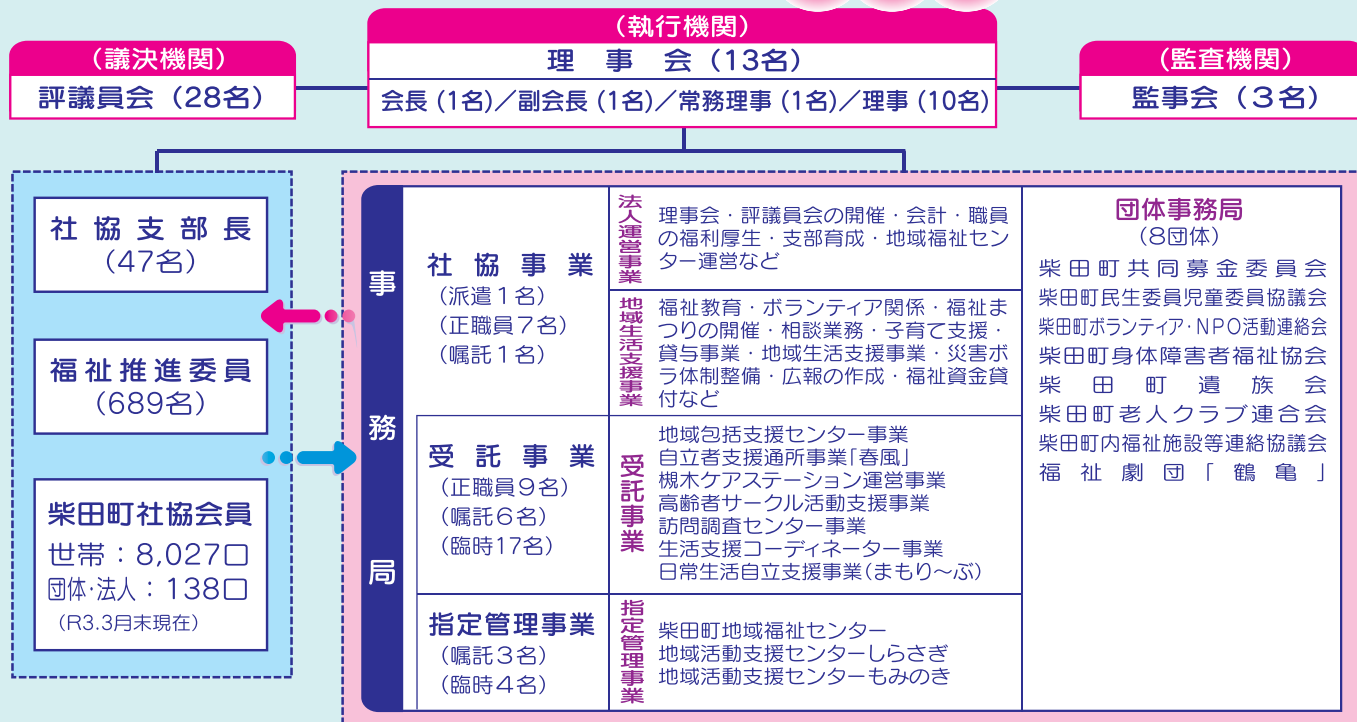 (議決機関)
評議員会(28名)
(執行機関)
理事会(13名)
会長(1名)/副会長(1名)/常務理事(1名)/理事(10名)
(監査機関)
監事会(3名)
社協支部長
(47名)
福祉推進委員
(689名)
柴田町社協会員
世帯:8,027口
団体·法人:138口
(R3.3月末現在)
事務局
社協事業
(派遣1名)
(正職員7名)
(嘱託1名)
法人運営事業
理事会・評議員会の開催・会計・職員
の福利厚生・支部育成・地域福祉セン
ター運営など
地域生活支援事業
福祉教育・ボランティア関係・福祉ま
つりの開催・相談業務・子育て支援・
貸与事業・地域生活支援事業・災害ボ
ラ体制整備・広報の作成・福祉資金貸
付など
受託事業
(正職員9名)
(嘱託6名)
(臨時17名)
受託事業
地域包括支援センター事業
自立者支援通所事業「春風」
槻木ケアステーション運営事業
高齢者サークル活動支援事業
訪問調査センター事業
生活支援コーディネーター事業
日常生活自立支援事業(まもり~ぶ)
指定管理事業
(嘱託3名)
(臨時4名)
指定管理事業
柴田町地域福祉センター
地域活動支援センターしらさぎ
地域活動支援センターもみのき
団体事務局
(8団体)
柴田町共同募金委員会
柴田町民生委員児童委員協議会
柴田町ボランティア・NPO活動連絡会
柴田町身体障害者福祉協会
柴田町遺族会
柴田町老人クラブ連合会
柴田町内福祉施設等連絡協議会
福祉劇団「鶴亀」